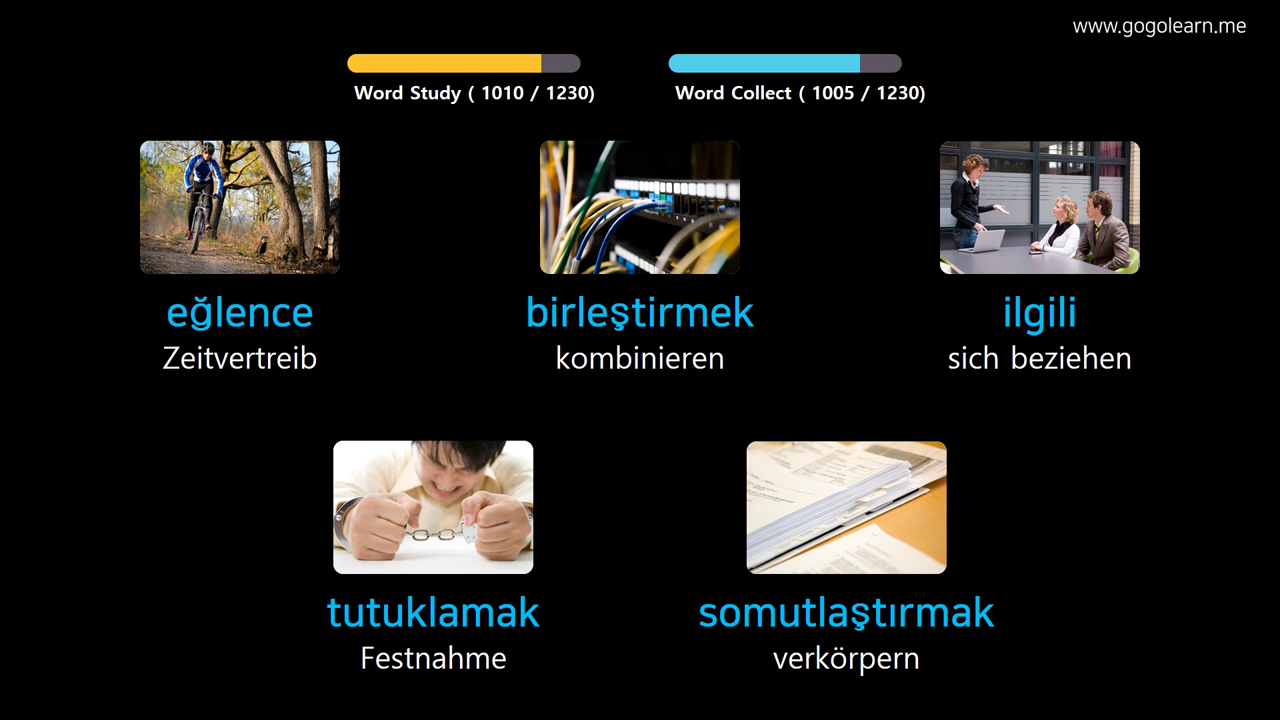 www.gogolearn.me
Word Study ( 1010 / 1230)
Word Collect ( 1005 / 1230)
eğlence
Zeitvertreib
birleştirmek
kombinieren
ilgili
sich beziehen
tutuklamak
Festnahme
somutlaştırmak
verkörpern